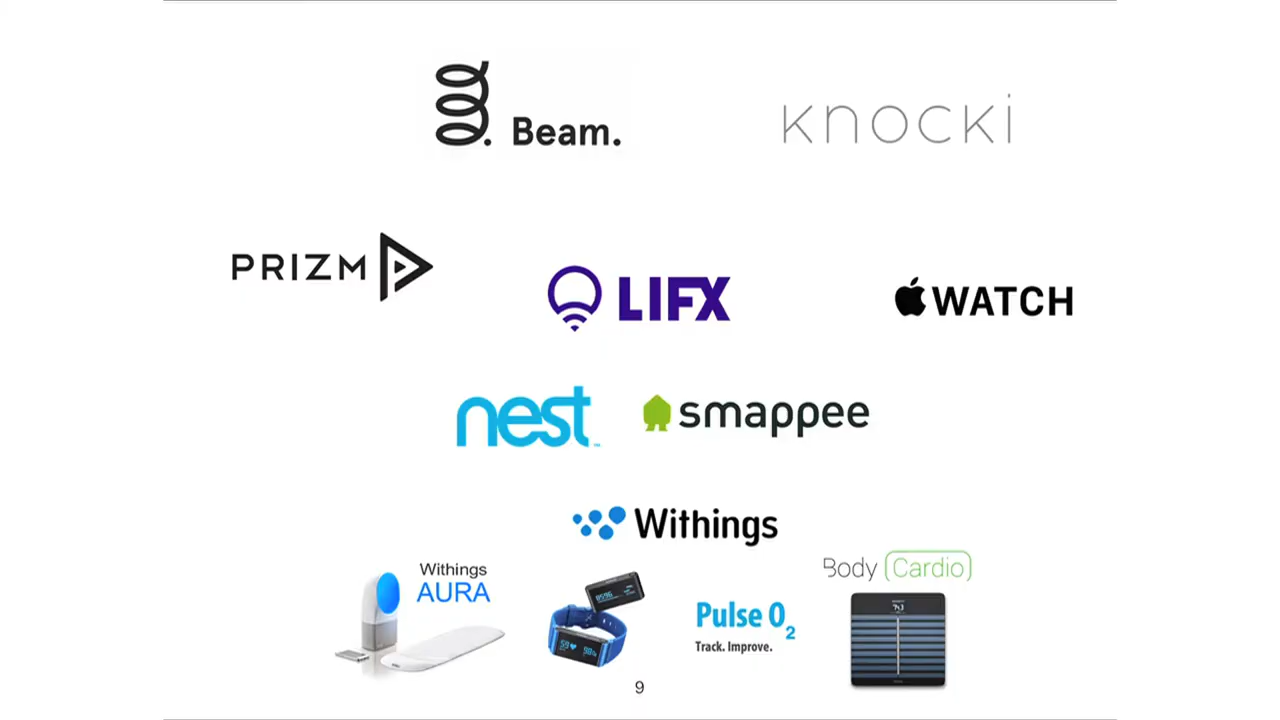 Beam.
knocki
PRIZM
LIFX
WATCH
nest
smappee
Withings
Withings
AURA
Body Cardio
Pulse O2
Track. Improve.
9